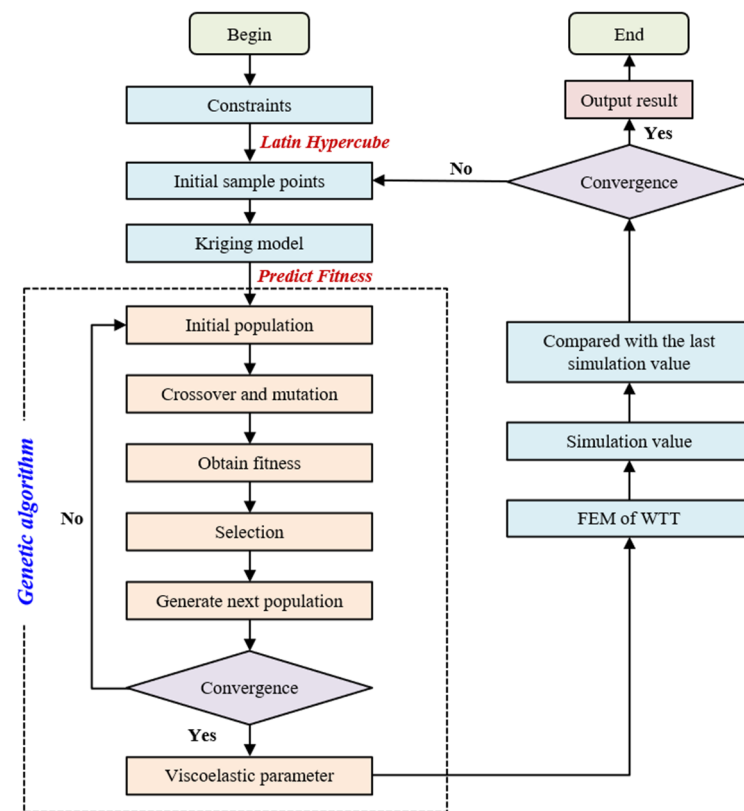 Begin
Constraints
Latin Hypercube
Initial sample points
Kriging model
Predict Fitness
Initial population
Crossover and mutation
Obtain fitness
Selection
Generate next population
Convergence
No
Yes
Viscoelastic parameter
Genetic algorithm
End
Output result
Yes
Convergence
No
Compared with the last
simulation value
Simulation value
FEM of WTT